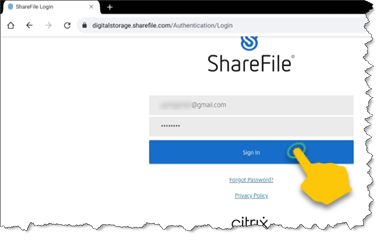 ShareFile Login
digitalstorage.sharefile.com/Authentication/Login
ShareFile®
@gmail.com
••••••••
Sign In
Forgot Password?
Privacy Policy
citrix